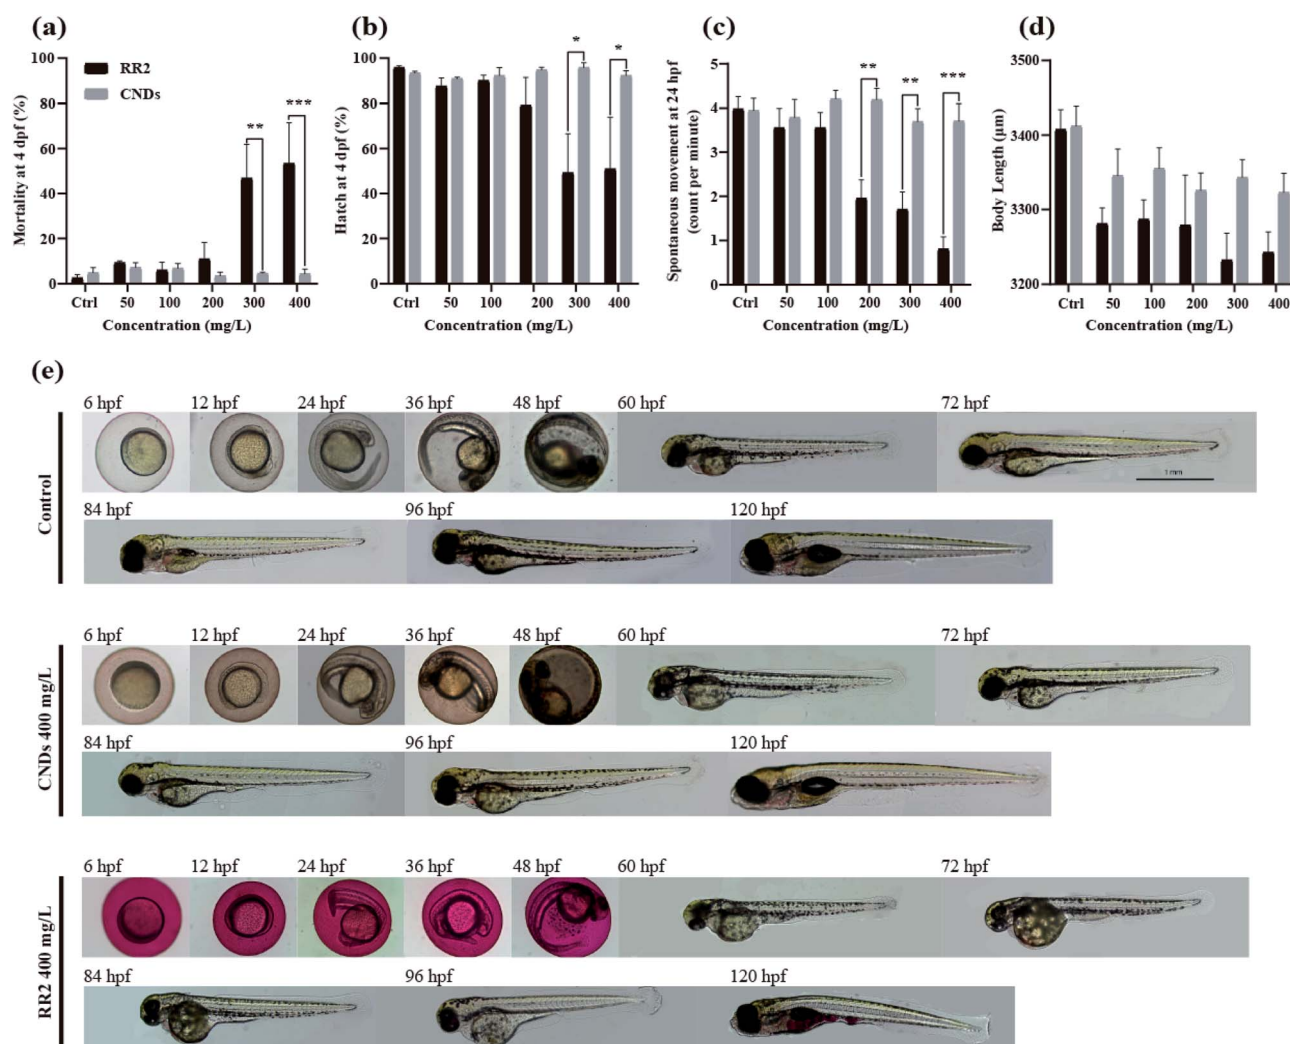 (a)
Mortality at 4 dpf (%)
100
80
60
40
20
0
RR2
CNDs
**
***
Ctrl 50 100 200 300 400
Concentration (mg/L)
(b)
Hatch at 4 dpf (%)
100
80
60
40
20
0
*
*
Ctrl 50 100 200 300 400
Concentration (mg/L)
(c)
Spontaneous movement at 24 hpf
(count per minute)
5
4
3
2
1
0
**
**
***
Ctrl 50 100 200 300 400
Concentration (mg/L)
(d)
Body Length (μm)
3500
3400
3300
3200
Ctrl 50 100 200 300 400
Concentration (mg/L)
(e)
Control
6 hpf 12 hpf 24 hpf 36 hpf 48 hpf 60 hpf 72 hpf
1 mm
84 hpf 96 hpf 120 hpf
CNDs 400 mg/L
6 hpf 12 hpf 24 hpf 36 hpf 48 hpf 60 hpf 72 hpf
84 hpf 96 hpf 120 hpf
RR2 400 mg/L
6 hpf 12 hpf 24 hpf 36 hpf 48 hpf 60 hpf 72 hpf
84 hpf 96 hpf 120 hpf